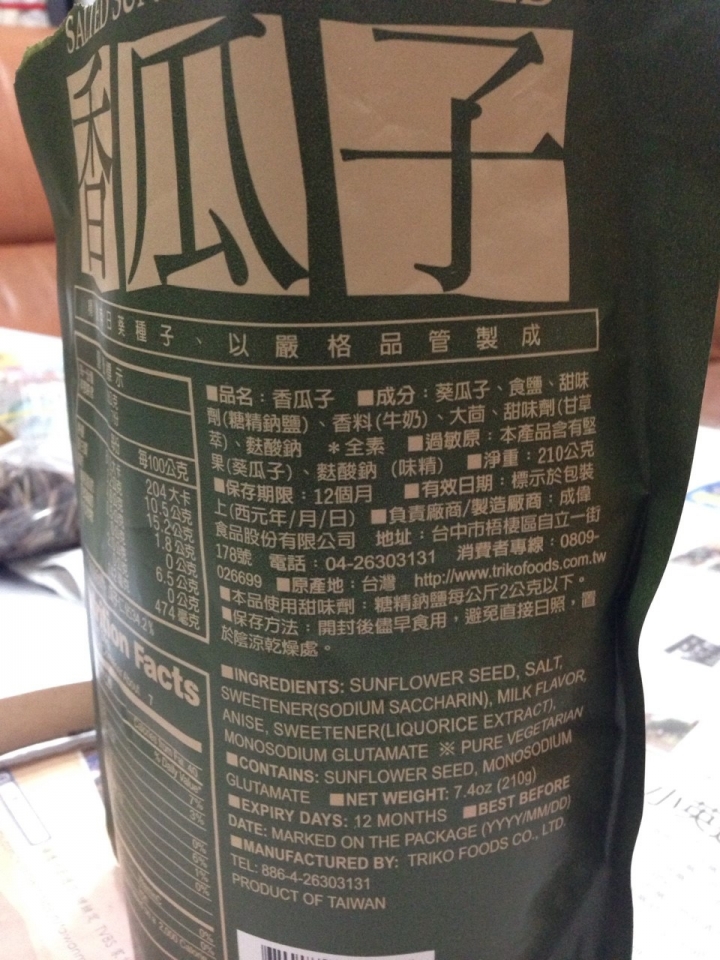 SALTED
香瓜子
種子、以嚴格品管製成
標示
每100公克
204大卡
10.5公克
15.2公克
1.8公克
0公克
6.5公克
0公克
474毫克
■品名：香瓜子 ■成分：葵瓜子、食鹽、甜味
劑(糖精鈉鹽)、香料(牛奶)、大茴、甜味劑(甘草
萃)、麩酸鈉 ＊全素 ■過敏原：本產品含有堅
果(葵瓜子)、麩酸鈉（味精） ■淨重：210公克
■保存期限：12個月 ■有效日期：標示於包裝
上(西元年/月/日) ■負責廠商/製造廠商：成偉
食品股份有限公司 地址：台中市梧棲區自立一街
178號 電話：04-26303131 消費者專線：0809-
026699 ■原產地：台灣 http://www.trikofoods.com.tw
■本品使用甜味劑：糖精鈉鹽每公斤2公克以下。
■保存方法：開封後儘早食用，避免直接日照，置
於陰涼乾燥處。
Facts
7
% Daily Value*
7%
3%
0%
6%
1%
0%
0%
0%
■INGREDIENTS: SUNFLOWER SEED, SALT,
SWEETENER(SODIUM SACCHARIN), MILK FLAVOR,
ANISE, SWEETENER(LIQUORICE EXTRACT),
MONOSODIUM GLUTAMATE ※ PURE VEGETARIAN
■CONTAINS: SUNFLOWER SEED, MONOSODIUM
GLUTAMATE ■NET WEIGHT: 7.4oz (210g)
■EXPIRY DAYS: 12 MONTHS ■BEST BEFORE
DATE: MARKED ON THE PACKAGE (YYYY/MM/DD)
■MANUFACTURED BY: TRIKO FOODS CO., LTD.
TEL: 886-4-26303131
PRODUCT OF TAIWAN